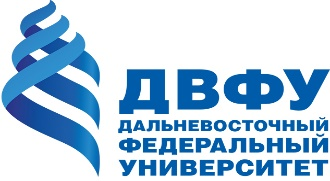 ДВФУ
ДАЛЬНЕВОСТОЧНЫЙ
ФЕДЕРАЛЬНЫЙ
УНИВЕРСИТЕТ